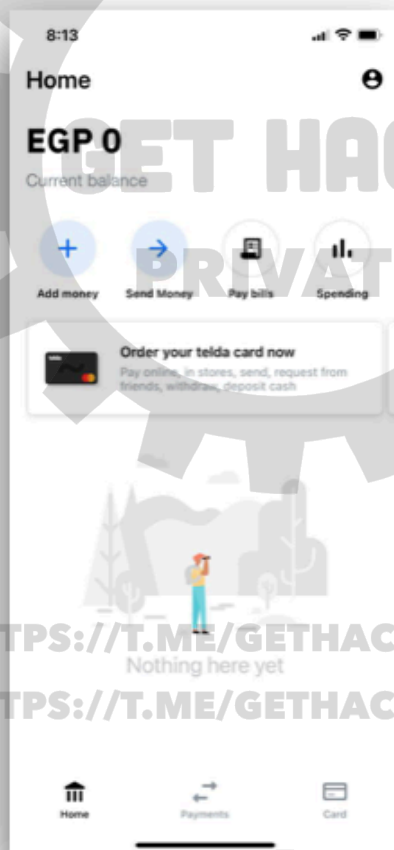 8:13
Home
EGP 0
Current balance
GET HAC
PRIVAT
Add money Send Money Pay bills Spending
Order your telda card now
Pay online, in stores, send, request from
friends, withdraw, deposit cash
TPS://T.ME/GETHAC
Nothing here yet
TPS://T.ME/GETHAC
Home Payments Card